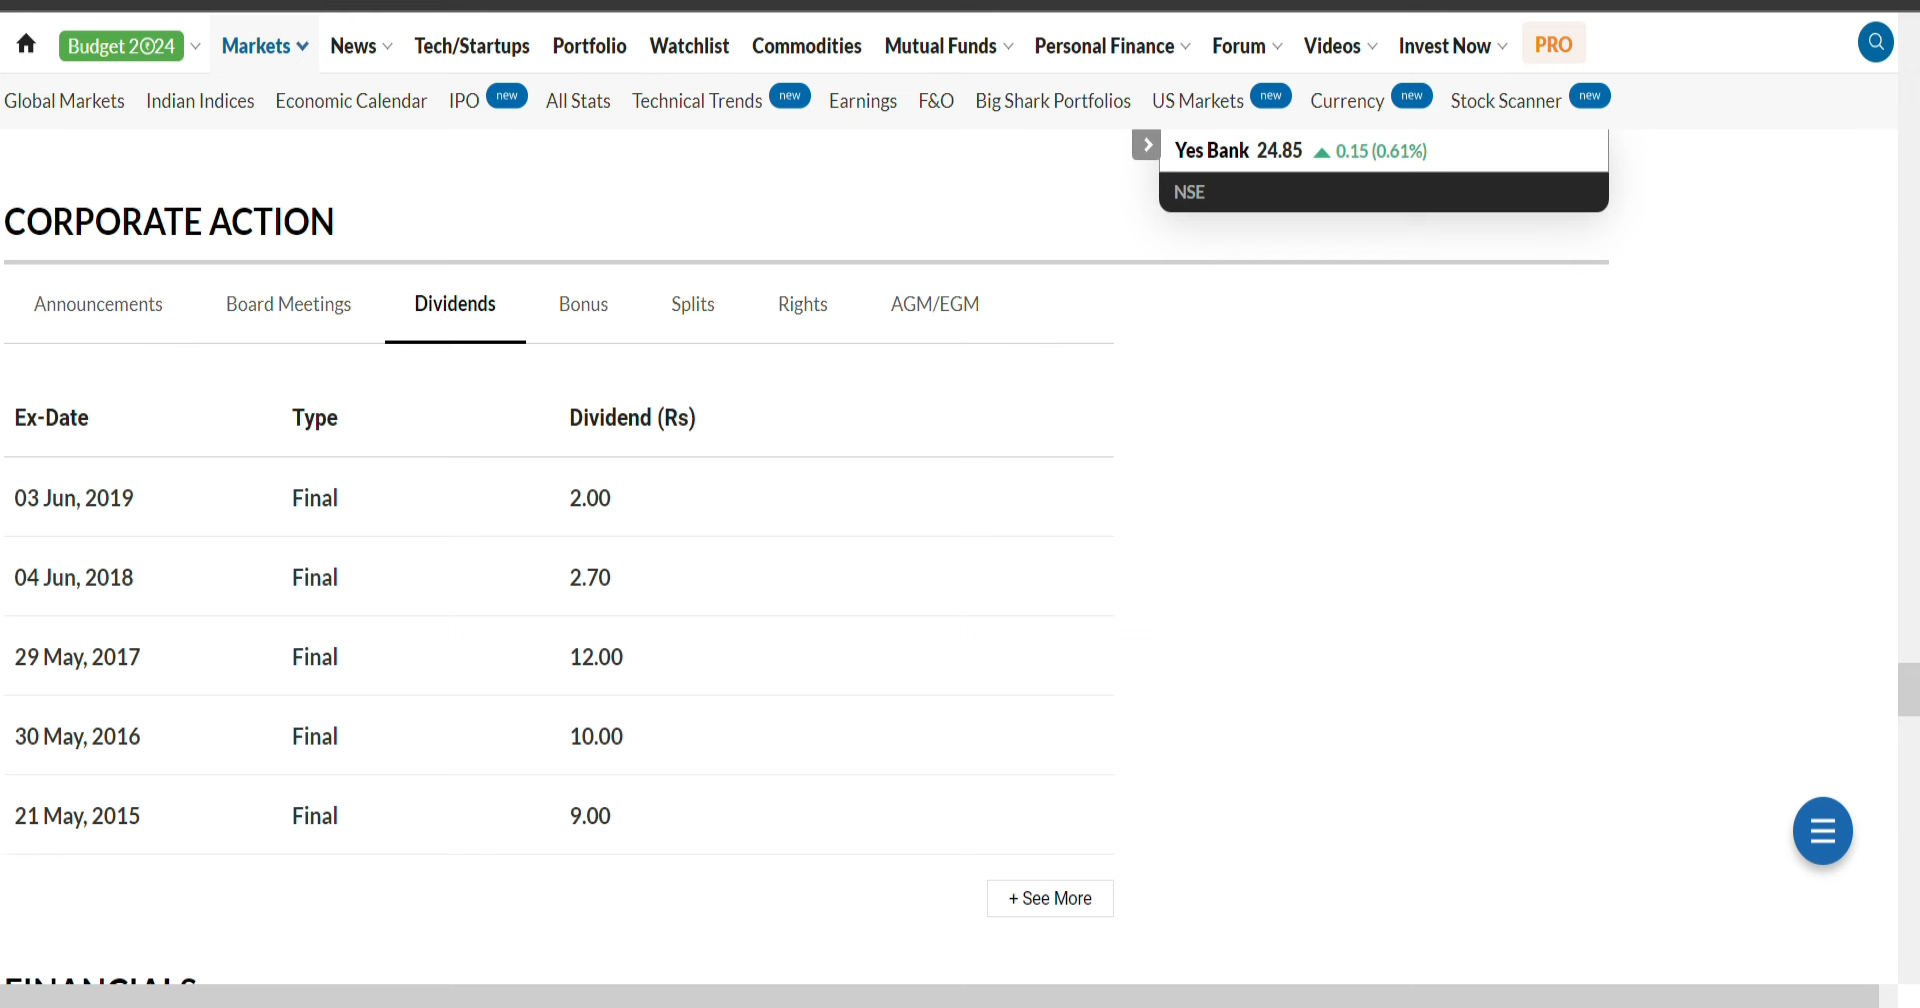 Budget 2024 Markets News Tech/Startups Portfolio Watchlist Commodities Mutual Funds Personal Finance Forum Videos Invest Now PRO
Global Markets Indian Indices Economic Calendar IPO new All Stats Technical Trends new Earnings F&O Big Shark Portfolios US Markets new Currency new Stock Scanner new
Yes Bank 24.85 0.15 (0.61%)
NSE
CORPORATE ACTION
Announcements Board Meetings Dividends Bonus Splits Rights AGM/EGM
Ex-Date Type Dividend (Rs)
03 Jun, 2019 Final 2.00
04 Jun, 2018 Final 2.70
29 May, 2017 Final 12.00
30 May, 2016 Final 10.00
21 May, 2015 Final 9.00
+ See More
FINANCIALS